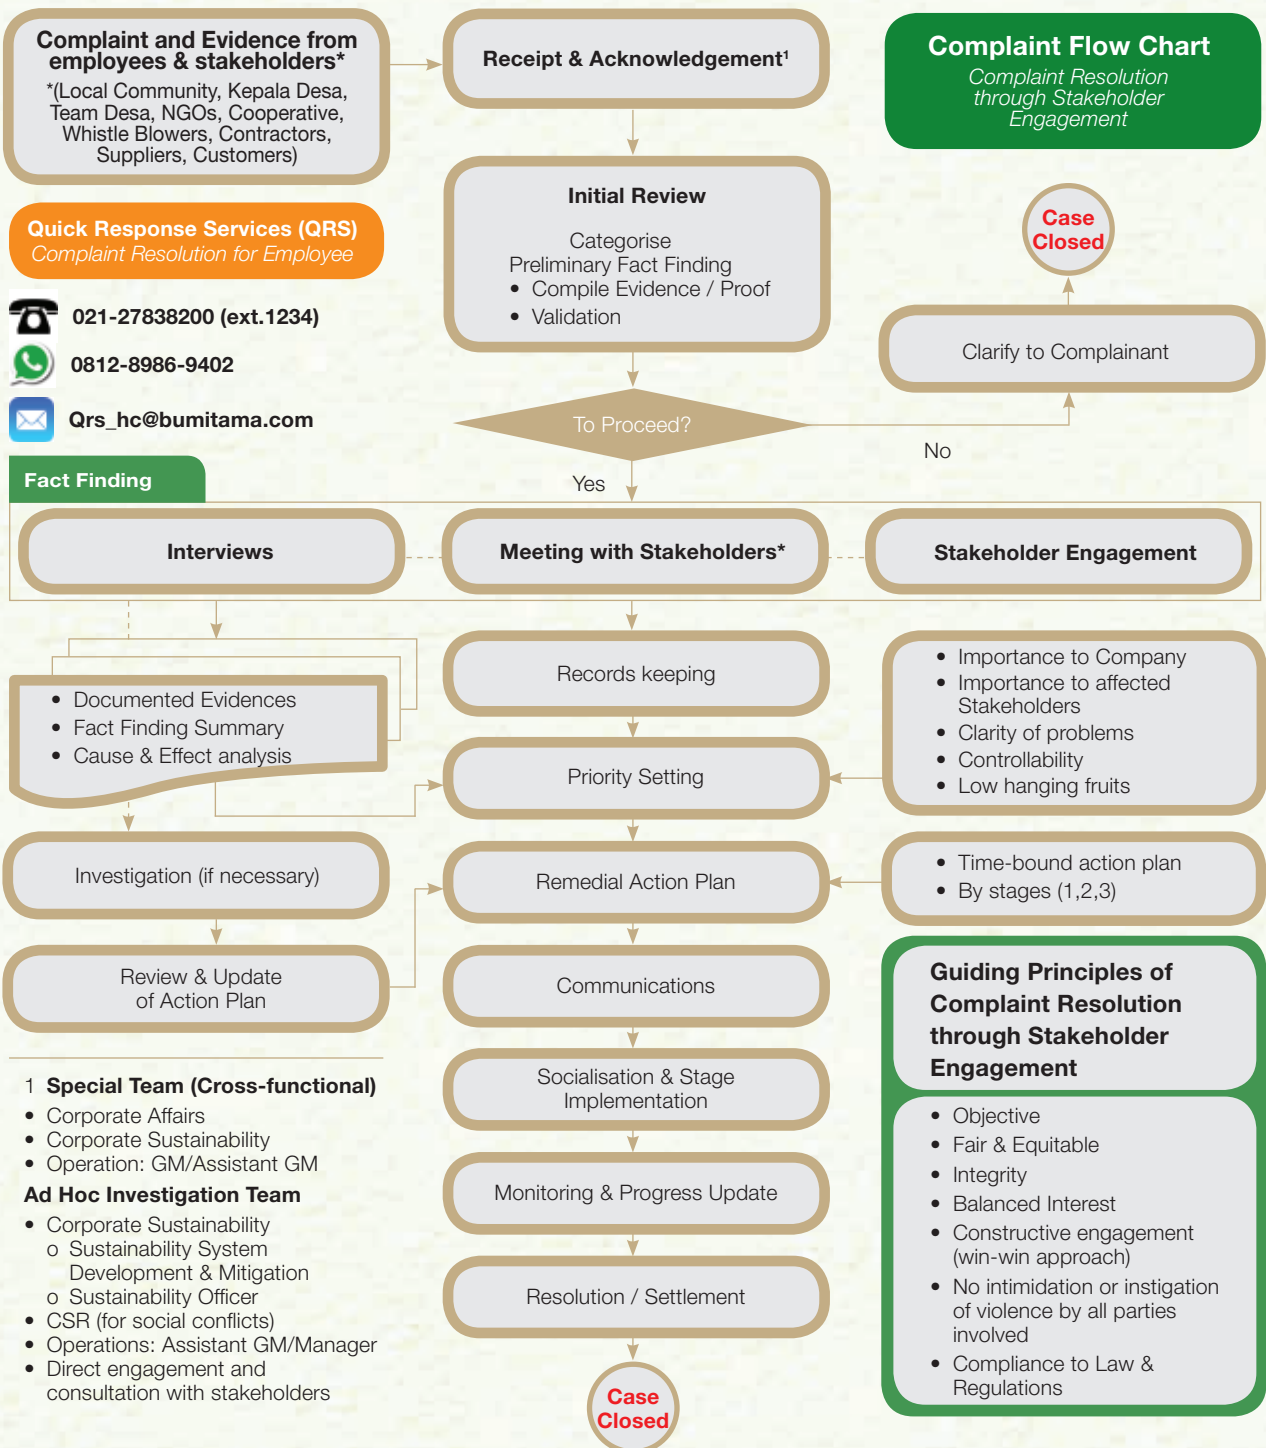 Complaint and Evidence from
employees & stakeholders*
*(Local Community, Kepala Desa,
Team Desa, NGOs, Cooperative,
Whistle Blowers, Contractors,
Suppliers, Customers)
Receipt & Acknowledgement¹
Complaint Flow Chart
Complaint Resolution
through Stakeholder
Engagement
Quick Response Services (QRS)
Complaint Resolution for Employee
021-27838200 (ext.1234)
0812-8986-9402
Qrs_hc@bumitama.com
Initial Review
Categorise
Preliminary Fact Finding
• Compile Evidence / Proof
• Validation
Case
Closed
Clarify to Complainant
To Proceed?
No
Yes
Fact Finding
Interviews
Meeting with Stakeholders*
Stakeholder Engagement
• Documented Evidences
• Fact Finding Summary
• Cause & Effect analysis
Records keeping
• Importance to Company
• Importance to affected
Stakeholders
• Clarity of problems
• Controllability
• Low hanging fruits
Priority Setting
Investigation (if necessary)
Remedial Action Plan
• Time-bound action plan
• By stages (1,2,3)
Review & Update
of Action Plan
Communications
Socialisation & Stage
Implementation
Monitoring & Progress Update
Resolution / Settlement
Case
Closed
1 Special Team (Cross-functional)
• Corporate Affairs
• Corporate Sustainability
• Operation: GM/Assistant GM
Ad Hoc Investigation Team
• Corporate Sustainability
o Sustainability System
Development & Mitigation
o Sustainability Officer
• CSR (for social conflicts)
• Operations: Assistant GM/Manager
• Direct engagement and
consultation with stakeholders
Guiding Principles of
Complaint Resolution
through Stakeholder
Engagement
• Objective
• Fair & Equitable
• Integrity
• Balanced Interest
• Constructive engagement
(win-win approach)
• No intimidation or instigation
of violence by all parties
involved
• Compliance to Law &
Regulations